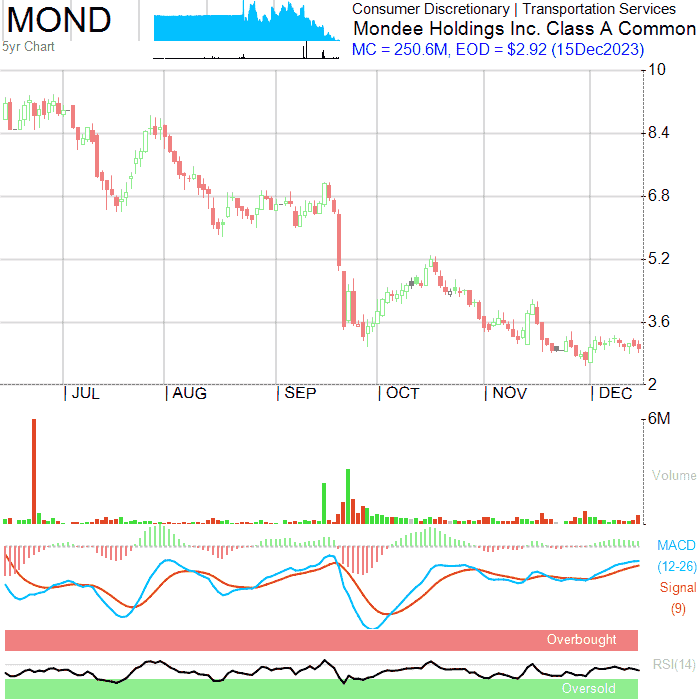 MOND
5yr Chart
Consumer Discretionary | Transportation Services
Mondee Holdings Inc. Class A Common
MC = 250.6M, EOD = $2.92 (15Dec2023)
10
8.4
6.8
5.2
3.6
2
| JUL | AUG | SEP | OCT | NOV | DEC
6M
Volume
MACD
(12-26)
Signal
(9)
Overbought
RSI(14)
Oversold